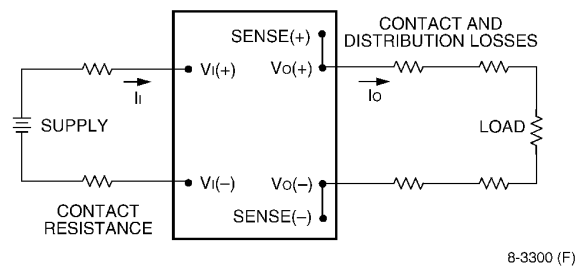 CONTACT AND
DISTRIBUTION LOSSES
SENSE(+)
VI(+)
VO(+)
II
IO
SUPPLY
LOAD
VI(–)
VO(–)
CONTACT
RESISTANCE
SENSE(–)
8-3300 (F)